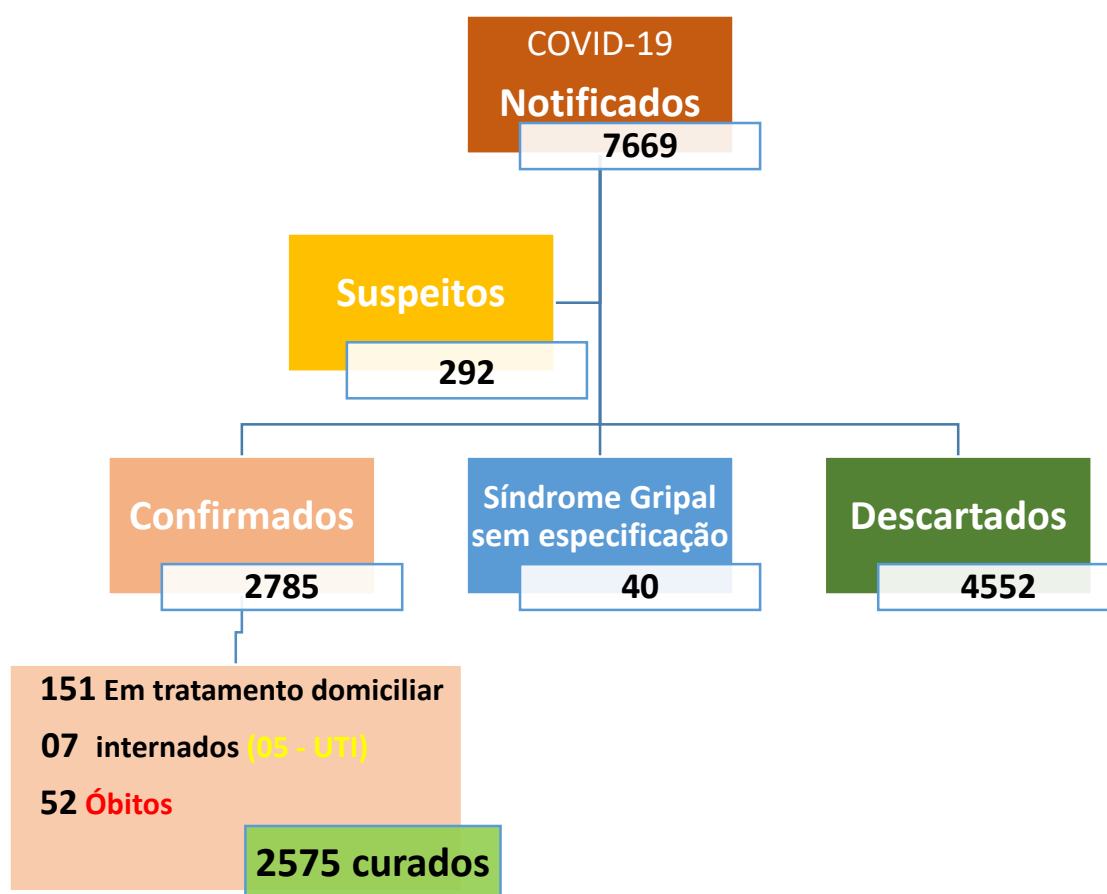 COVID-19
Notificados
7669
Suspeitos
292
Confirmados
2785
Síndrome Gripal
sem especificação
40
Descartados
4552
151 Em tratamento domiciliar
07 internados (05 - UTI)
52 Óbitos
2575 curados